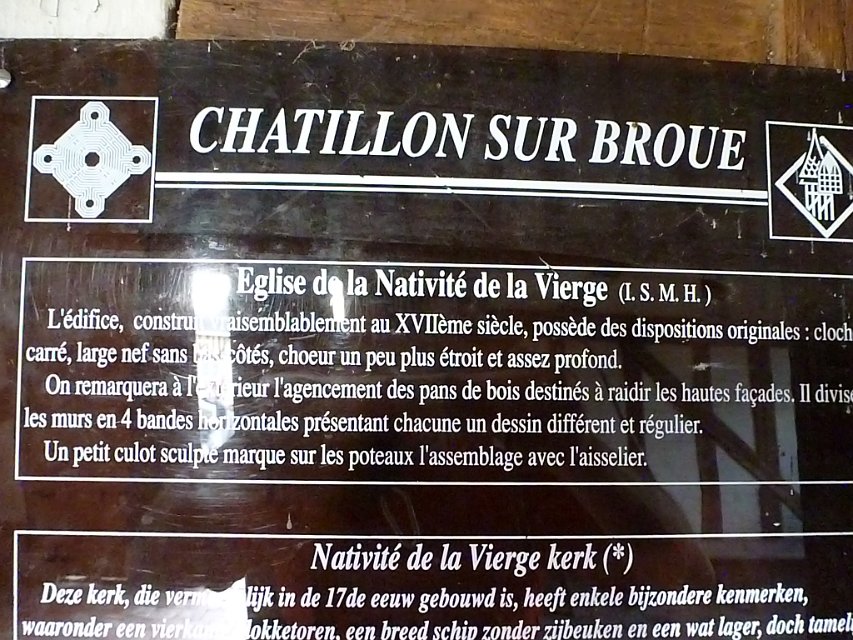 CHATILLON SUR BROUE
Eglise de la Nativité de la Vierge (I. S. M. H. )
L'édifice, construit vraisemblablement au XVIIème siècle, possède des dispositions originales : cloch
carré, large nef sans bas côtés, choeur un peu plus étroit et assez profond.
On remarquera à l'extérieur l'agencement des pans de bois destinés à raidir les hautes façades. Il divise
les murs en 4 bandes horizontales présentant chacune un dessin différent et régulier.
Un petit culot sculpté marque sur les poteaux l'assemblage avec l'aisselier.
Nativité de la Vierge kerk (*)
Deze kerk, die vermoedelijk in de 17de eeuw gebouwd is, heeft enkele bijzondere kenmerken,
waaronder een vierkante klokketoren, een breed schip zonder zijbeuken en een wat lager, doch tameli